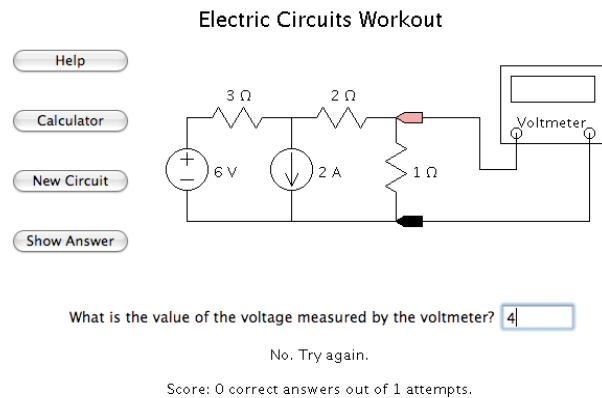 Electric Circuits Workout
Help
Calculator
New Circuit
Show Answer
3 Ω
2 Ω
Voltmeter
6 V
2 A
1 Ω
What is the value of the voltage measured by the voltmeter? 4
No. Try again.
Score: 0 correct answers out of 1 attempts.